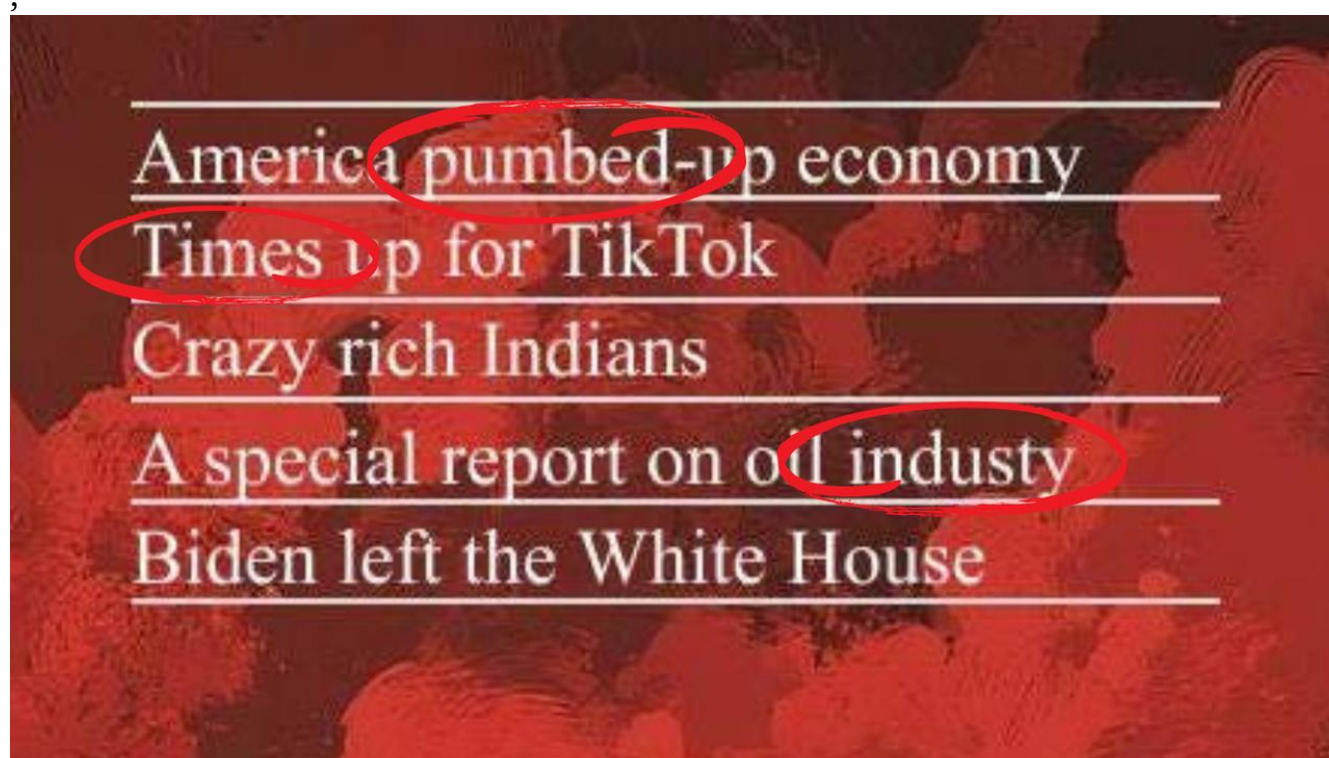 ,
America pumbed-up economy
Times up for TikTok
Crazy rich Indians
A special report on oil industy
Biden left the White House